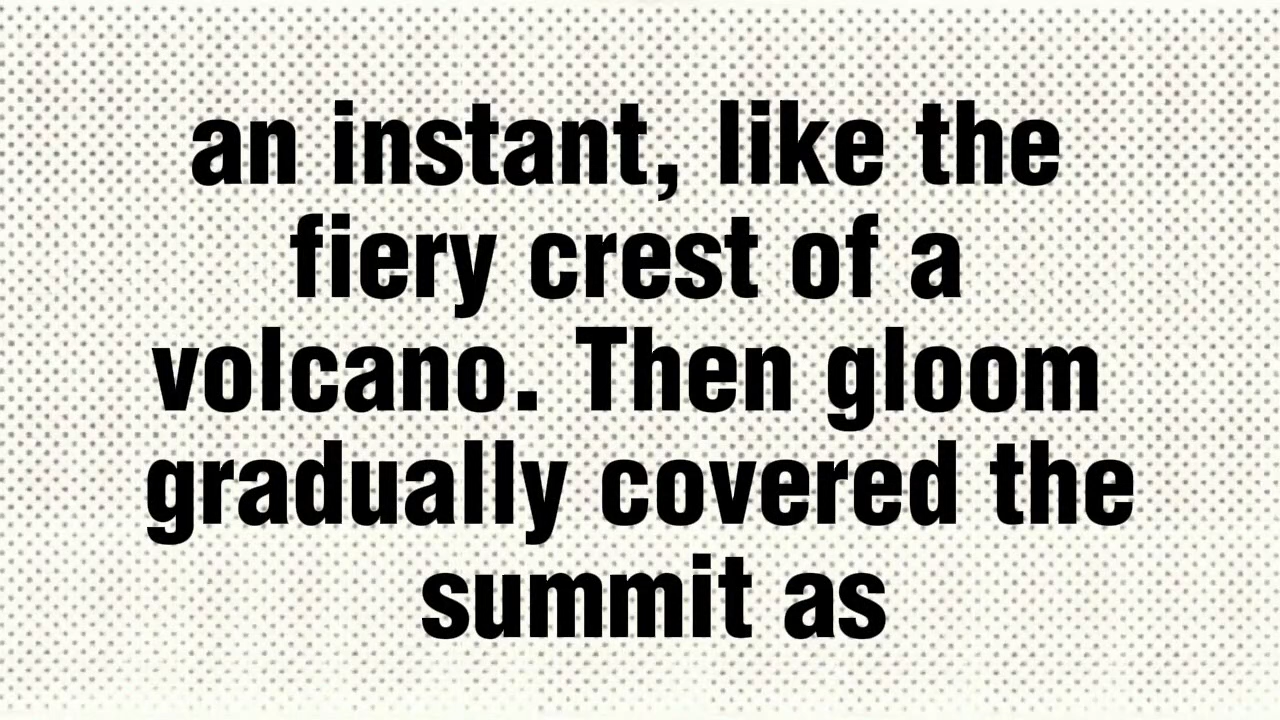 an instant, like the
fiery crest of a
volcano. Then gloom
gradually covered the
summit as